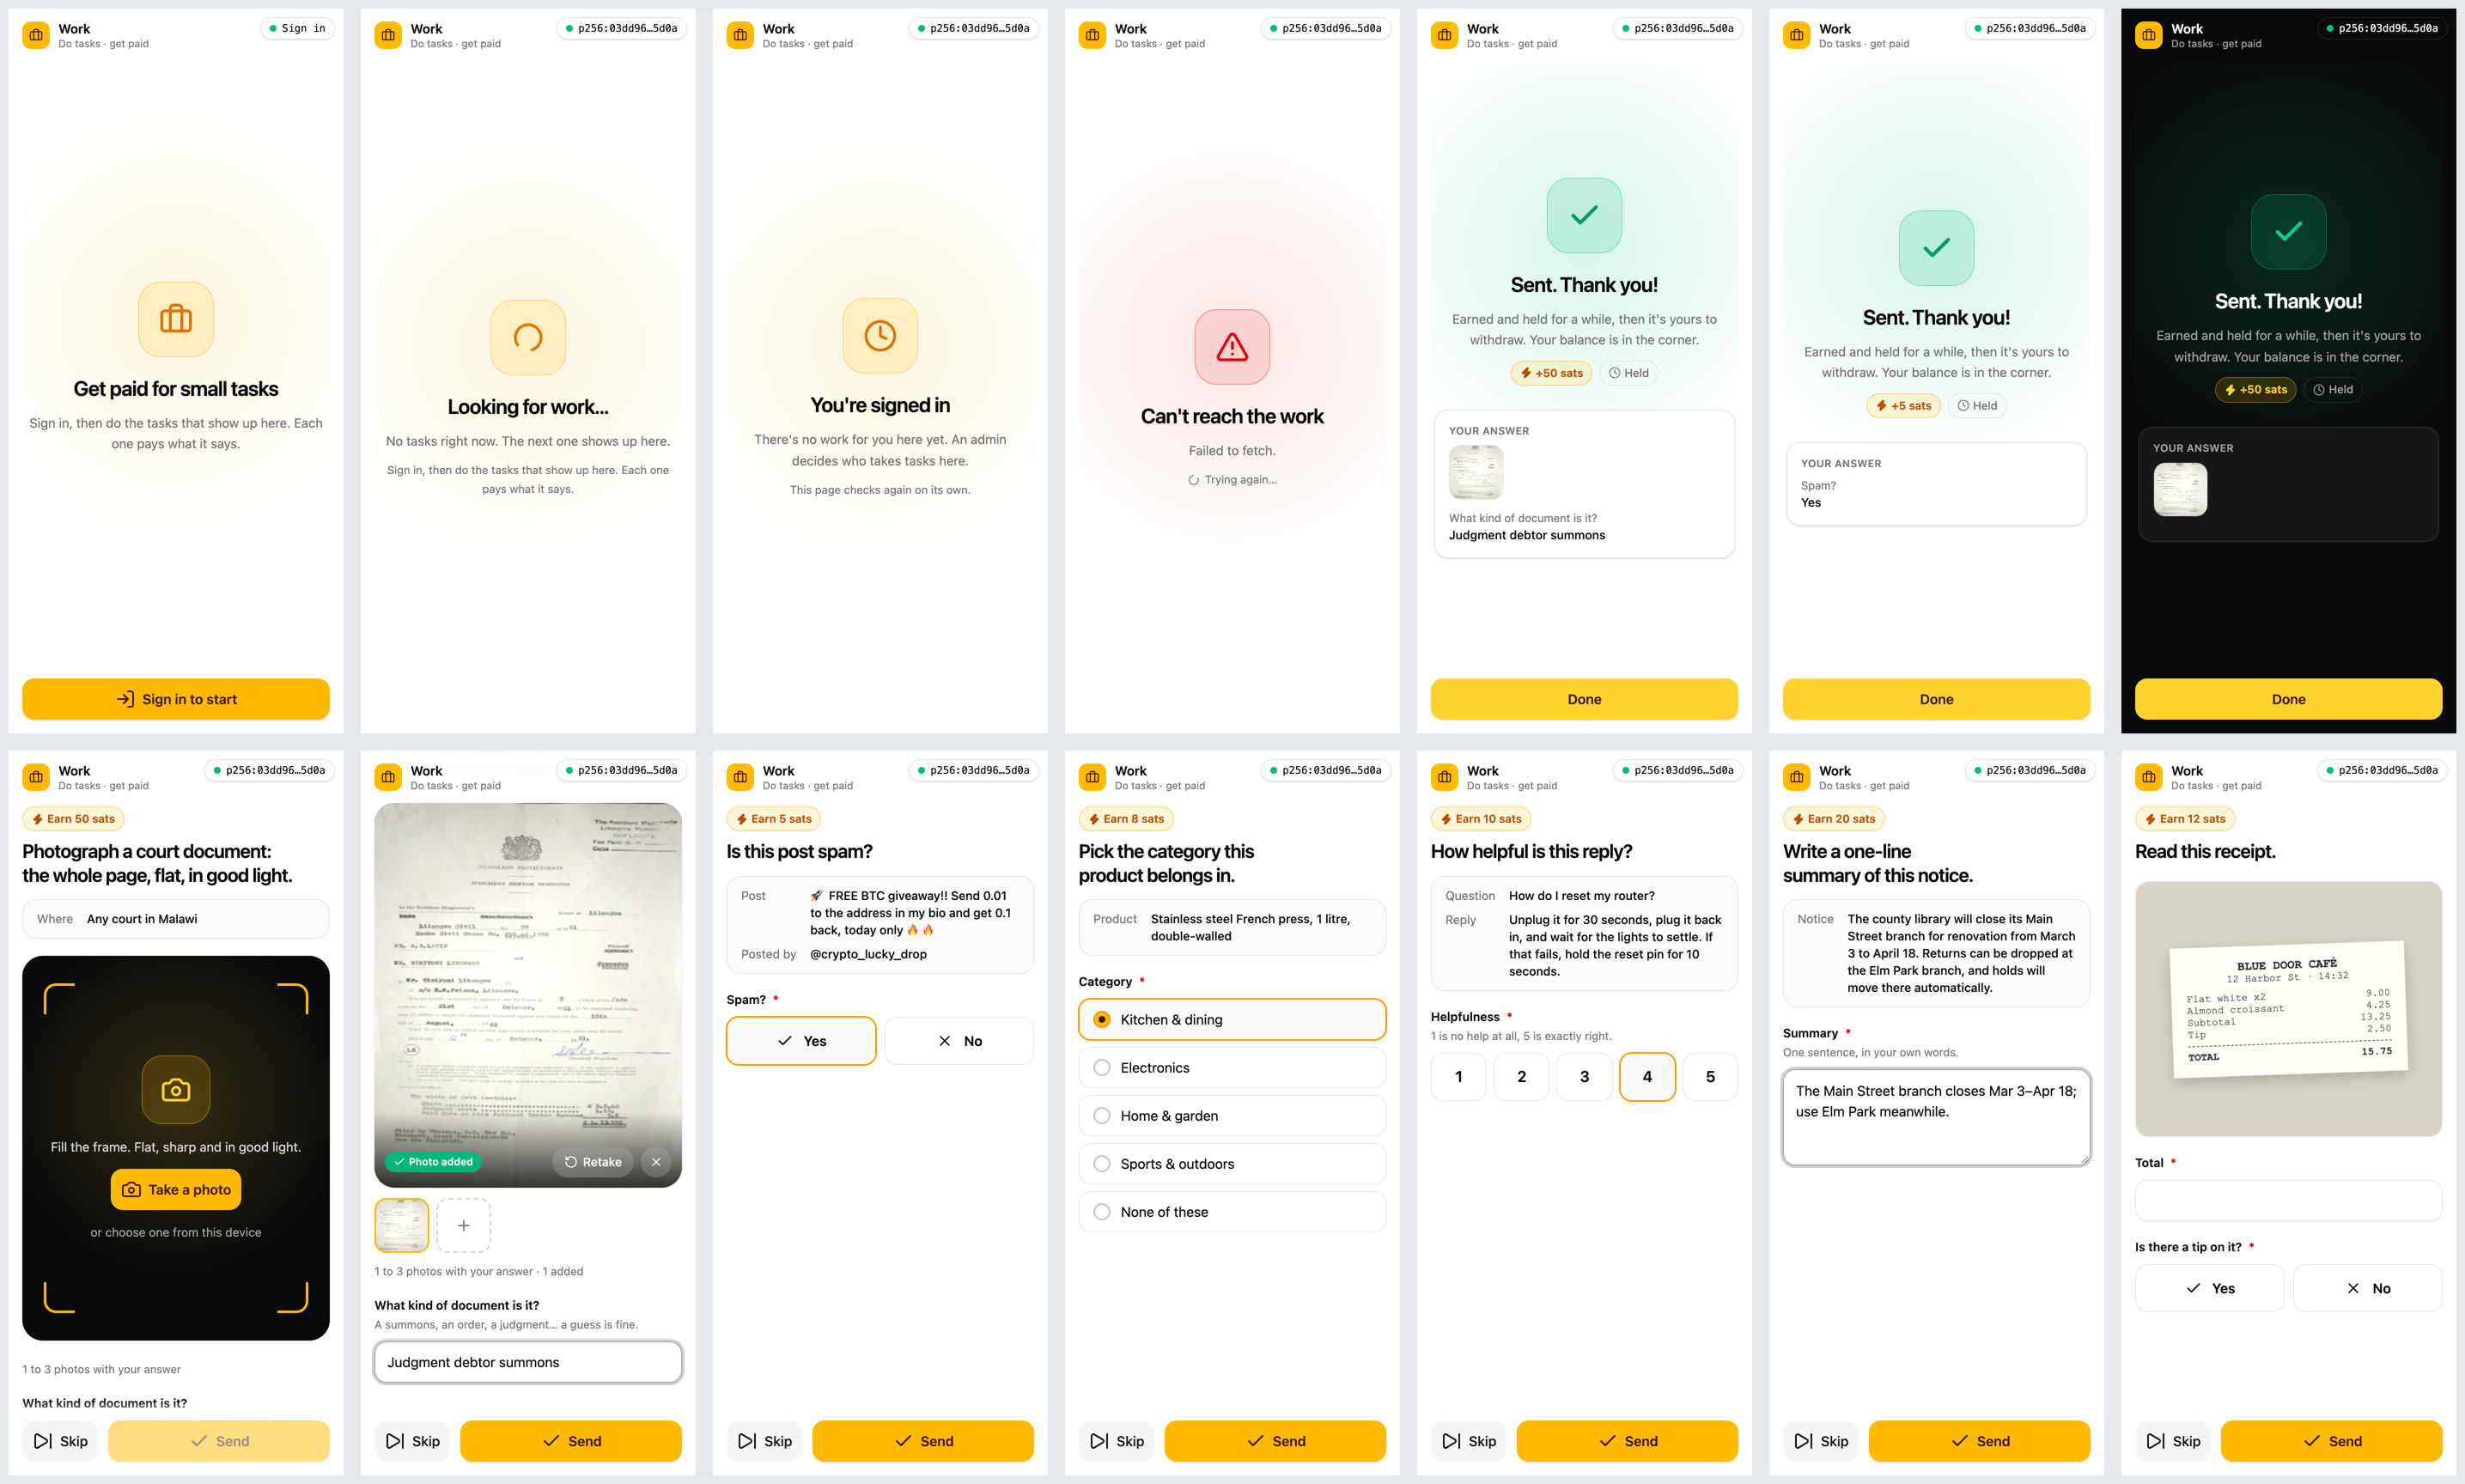 Work
Do tasks · get paid
Sign in
Get paid for small tasks
Sign in, then do the tasks that show up here. Each
one pays what it says.
Sign in to start
Work
Do tasks · get paid
p256:03dd96…5d0a
Looking for work...
No tasks right now. The next one shows up here.
Sign in, then do the tasks that show up here. Each one
pays what it says.
Work
Do tasks · get paid
p256:03dd96…5d0a
You're signed in
There's no work for you here yet. An admin
decides who takes tasks here.
This page checks again on its own.
Work
Do tasks · get paid
p256:03dd96…5d0a
Can't reach the work
Failed to fetch.
Trying again...
Work
Do tasks · get paid
p256:03dd96…5d0a
Sent. Thank you!
Earned and held for a while, then it's yours to
withdraw. Your balance is in the corner.
+50 sats
Held
YOUR ANSWER
What kind of document is it?
Judgment debtor summons
Done
Work
Do tasks · get paid
p256:03dd96…5d0a
Sent. Thank you!
Earned and held for a while, then it's yours to
withdraw. Your balance is in the corner.
+5 sats
Held
YOUR ANSWER
Spam?
Yes
Done
Work
Do tasks · get paid
p256:03dd96…5d0a
Sent. Thank you!
Earned and held for a while, then it's yours to
withdraw. Your balance is in the corner.
+50 sats
Held
YOUR ANSWER
Done
Work
Do tasks · get paid
p256:03dd96…5d0a
Earn 50 sats
Photograph a court document:
the whole page, flat, in good light.
Where Any court in Malawi
Fill the frame. Flat, sharp and in good light.
Take a photo
or choose one from this device
1 to 3 photos with your answer
What kind of document is it?
Skip
Send
Work
Do tasks · get paid
p256:03dd96…5d0a
NYASALAND PROTECTORATE
JUDGMENT DEBTOR SUMMONS
Photo added
Retake
1 to 3 photos with your answer · 1 added
What kind of document is it?
A summons, an order, a judgment... a guess is fine.
Judgment debtor summons
Skip
Send
Work
Do tasks · get paid
p256:03dd96…5d0a
Earn 5 sats
Is this post spam?
Post 🚀 FREE BTC giveaway!! Send 0.01
to the address in my bio and get 0.1
back, today only 🔥 🔥
Posted by @crypto_lucky_drop
Spam? *
Yes
No
Skip
Send
Work
Do tasks · get paid
p256:03dd96…5d0a
Earn 8 sats
Pick the category this
product belongs in.
Product Stainless steel French press, 1 litre,
double-walled
Category *
Kitchen & dining
Electronics
Home & garden
Sports & outdoors
None of these
Skip
Send
Work
Do tasks · get paid
p256:03dd96…5d0a
Earn 10 sats
How helpful is this reply?
Question How do I reset my router?
Reply Unplug it for 30 seconds, plug it back
in, and wait for the lights to settle. If
that fails, hold the reset pin for 10
seconds.
Helpfulness *
1 is no help at all, 5 is exactly right.
1 2 3 4 5
Skip
Send
Work
Do tasks · get paid
p256:03dd96…5d0a
Earn 20 sats
Write a one-line
summary of this notice.
Notice The county library will close its Main
Street branch for renovation from March
3 to April 18. Returns can be dropped at
the Elm Park branch, and holds will
move there automatically.
Summary *
One sentence, in your own words.
The Main Street branch closes Mar 3–Apr 18;
use Elm Park meanwhile.
Skip
Send
Work
Do tasks · get paid
p256:03dd96…5d0a
Earn 12 sats
Read this receipt.
BLUE DOOR CAFÉ
12 Harbor St · 14:32
Flat white x2 9.00
Almond croissant 4.25
Subtotal 13.25
Tip 2.50
TOTAL 15.75
Total *
Is there a tip on it? *
Yes
No
Skip
Send